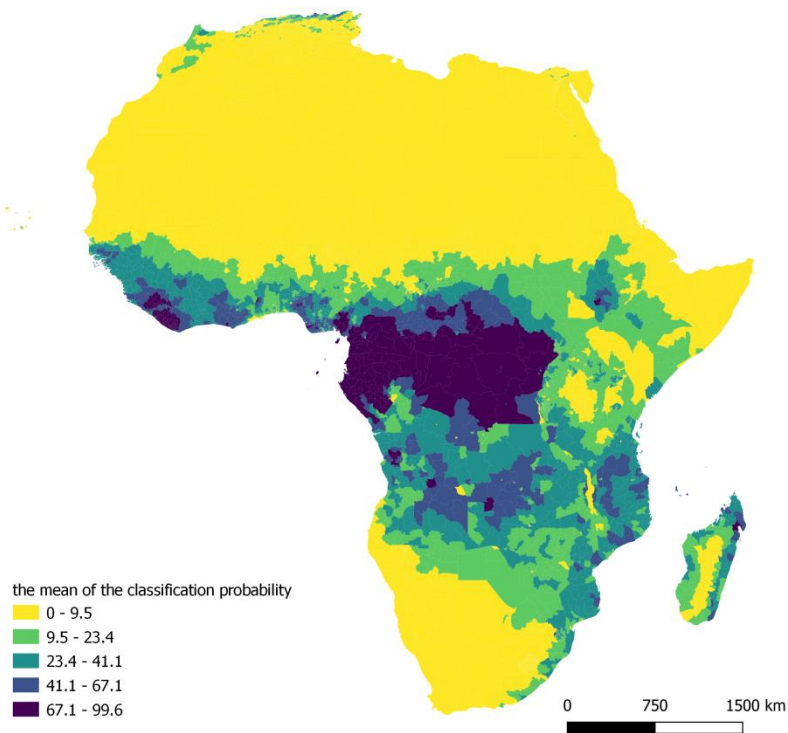 the mean of the classification probability
0 - 9.5
9.5 - 23.4
23.4 - 41.1
41.1 - 67.1
67.1 - 99.6
0 750 1500 km